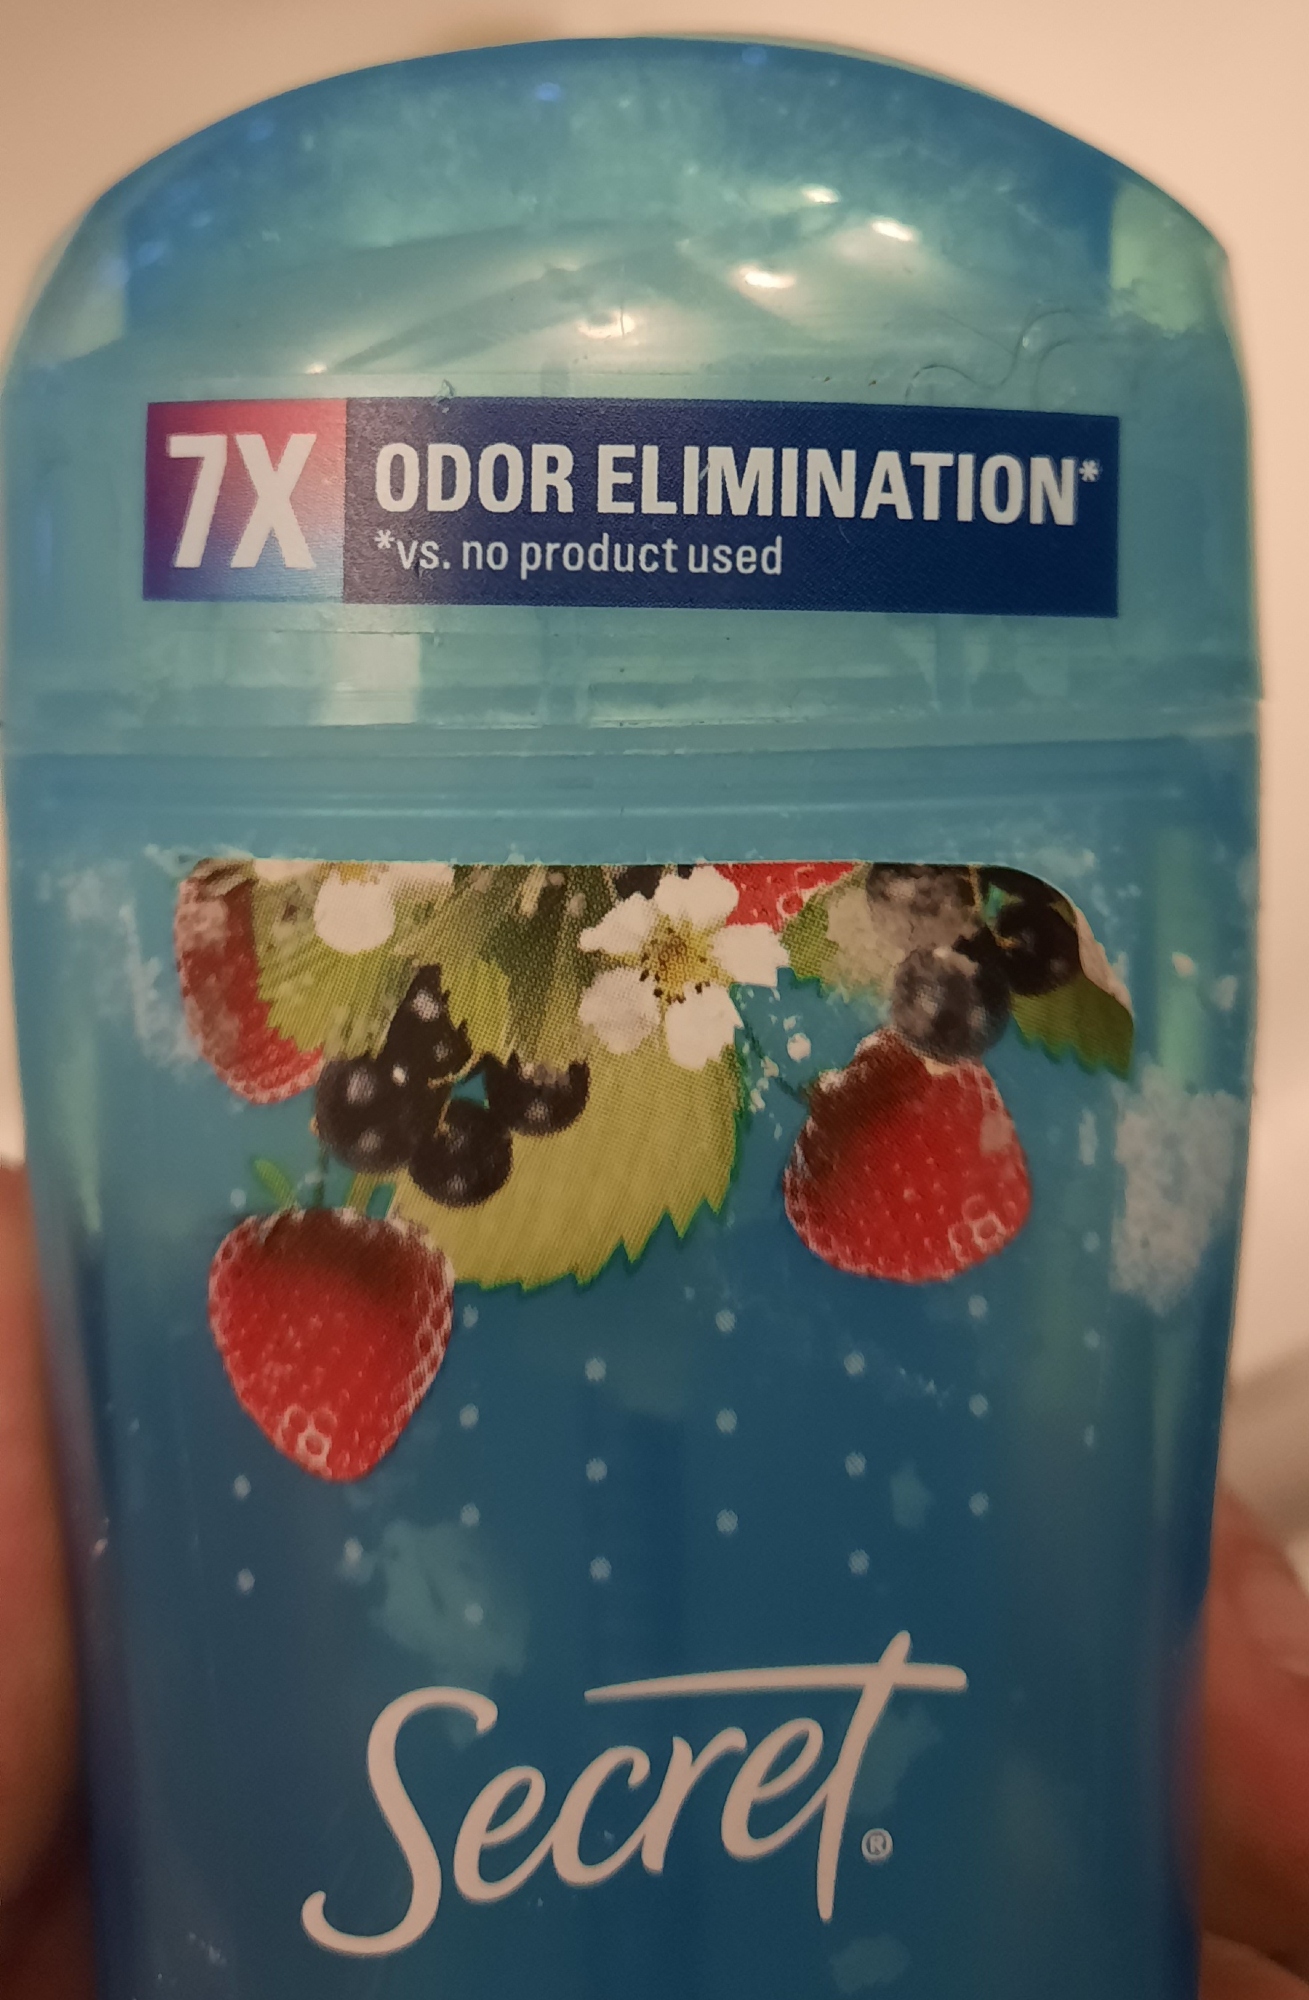 7X
ODOR ELIMINATION*
*vs. no product used
Secret®